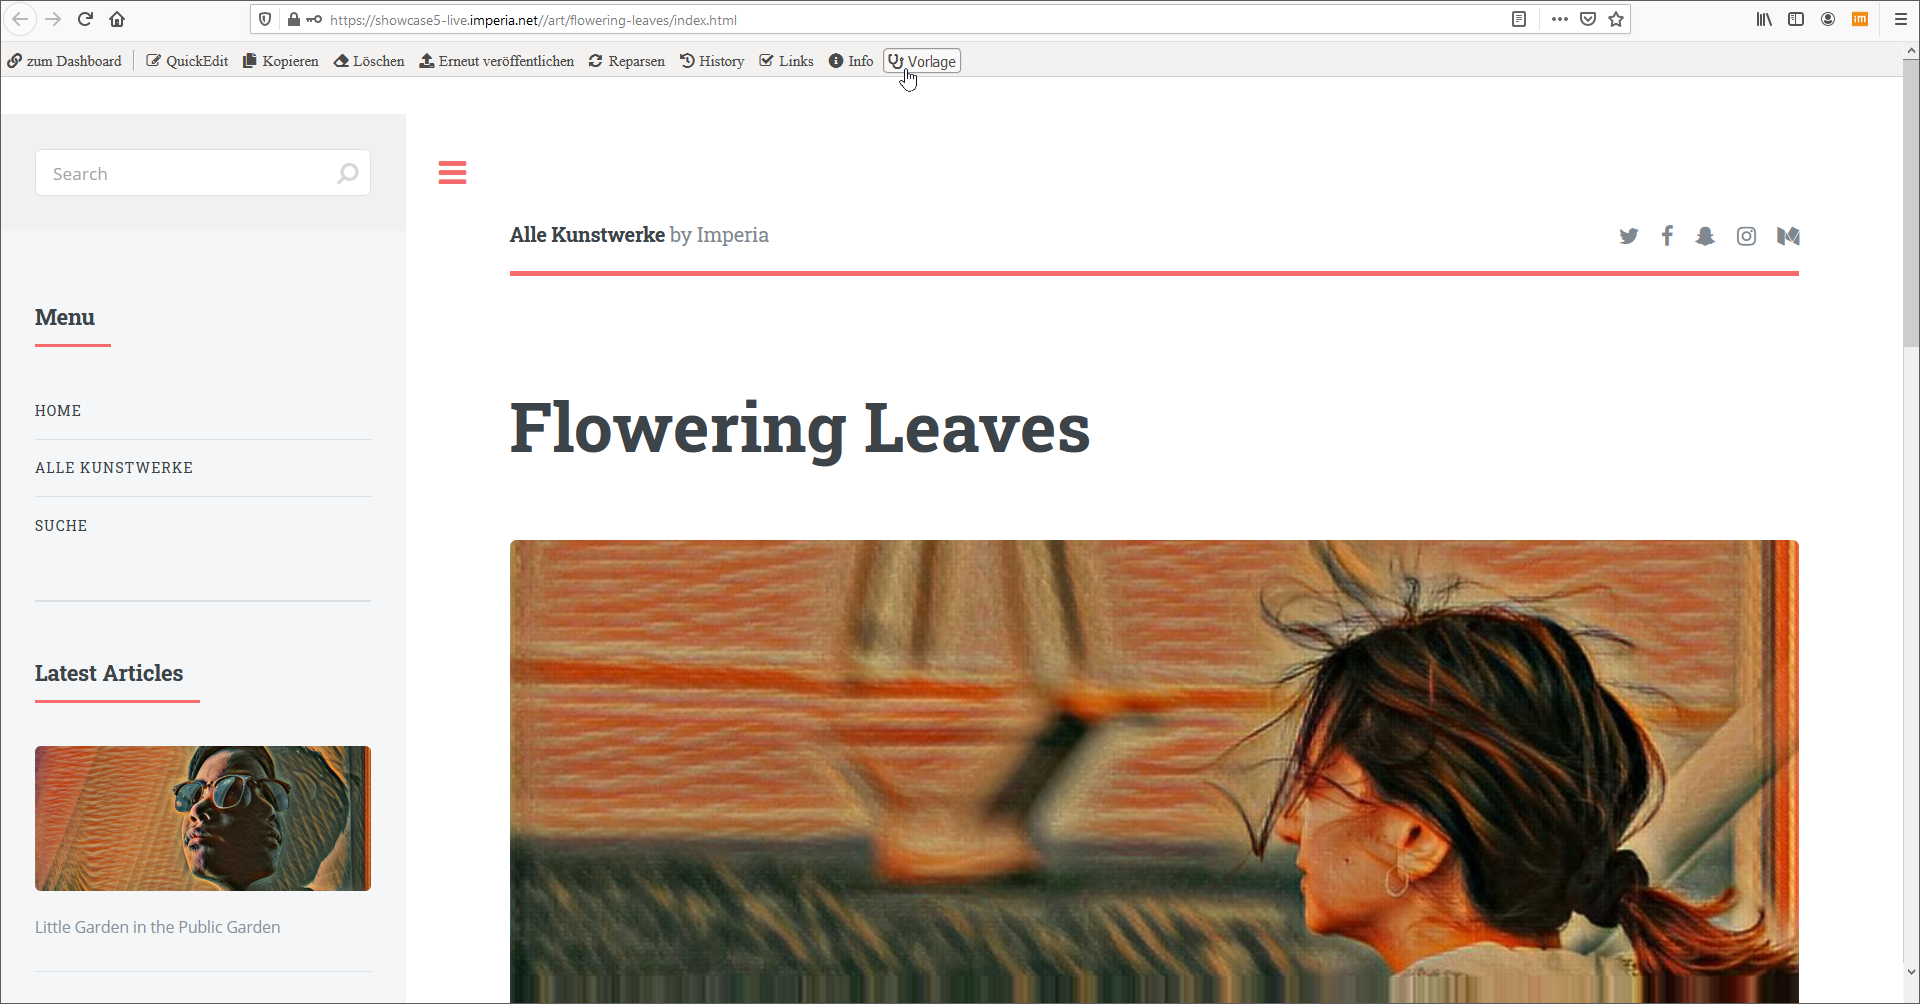 https://showcase5-live.imperia.net//art/flowering-leaves/index.html
im
zum Dashboard QuickEdit Kopieren Löschen Erneut veröffentlichen Reparsen History Links Info Vorlage
Search
Alle Kunstwerke by Imperia
Menu
HOME
ALLE KUNSTWERKE
SUCHE
Flowering Leaves
Latest Articles
Little Garden in the Public Garden